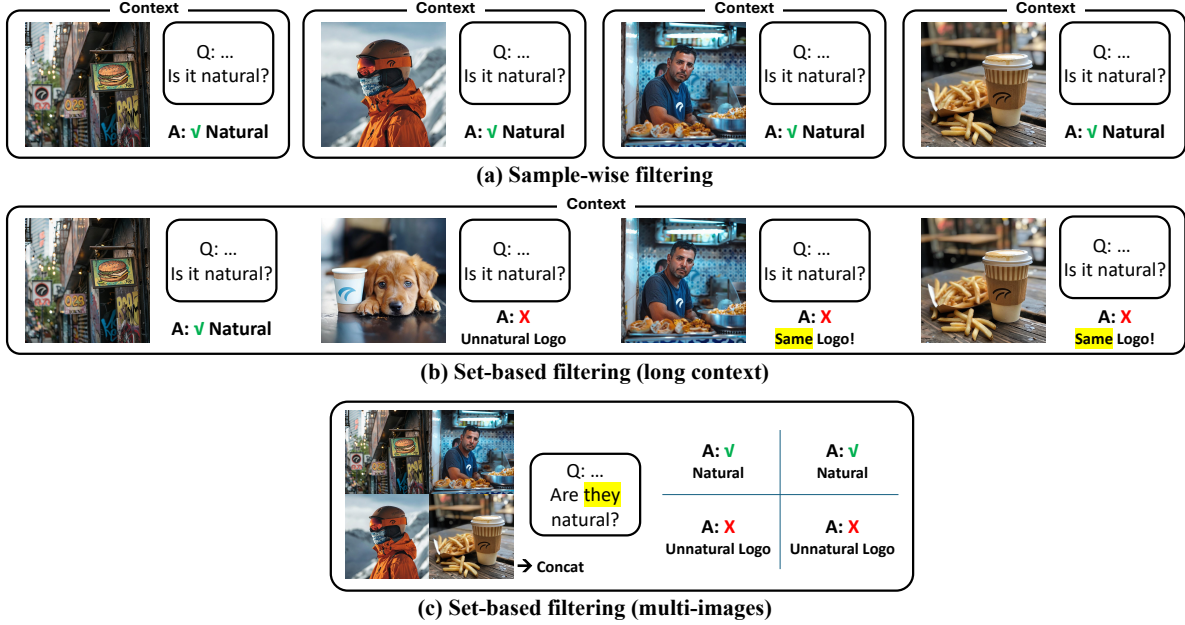 Context
Q: ...
Is it natural?
A: √ Natural
Context
Q: ...
Is it natural?
A: √ Natural
Context
Q: ...
Is it natural?
A: √ Natural
Context
Q: ...
Is it natural?
A: √ Natural
(a) Sample-wise filtering
Context
Q: ...
Is it natural?
A: √ Natural
Q: ...
Is it natural?
A: X
Unnatural Logo
Q: ...
Is it natural?
A: X
Same Logo!
Q: ...
Is it natural?
A: X
Same Logo!
(b) Set-based filtering (long context)
Q: ...
Are they
natural?
→ Concat
A: √
Natural
A: √
Natural
A: X
Unnatural Logo
A: X
Unnatural Logo
(c) Set-based filtering (multi-images)